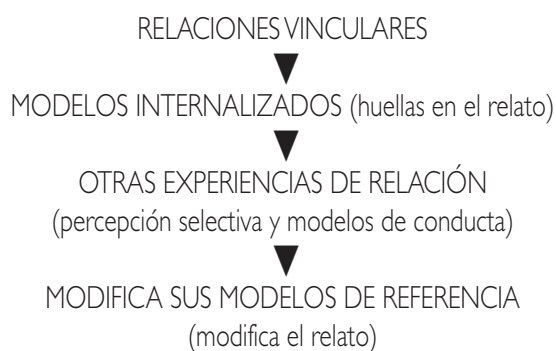 RELACIONES VINCULARES
MODELOS INTERNALIZADOS (huellas en el relato)
OTRAS EXPERIENCIAS DE RELACIÓN
(percepción selectiva y modelos de conducta)
MODIFICA SUS MODELOS DE REFERENCIA
(modifica el relato)